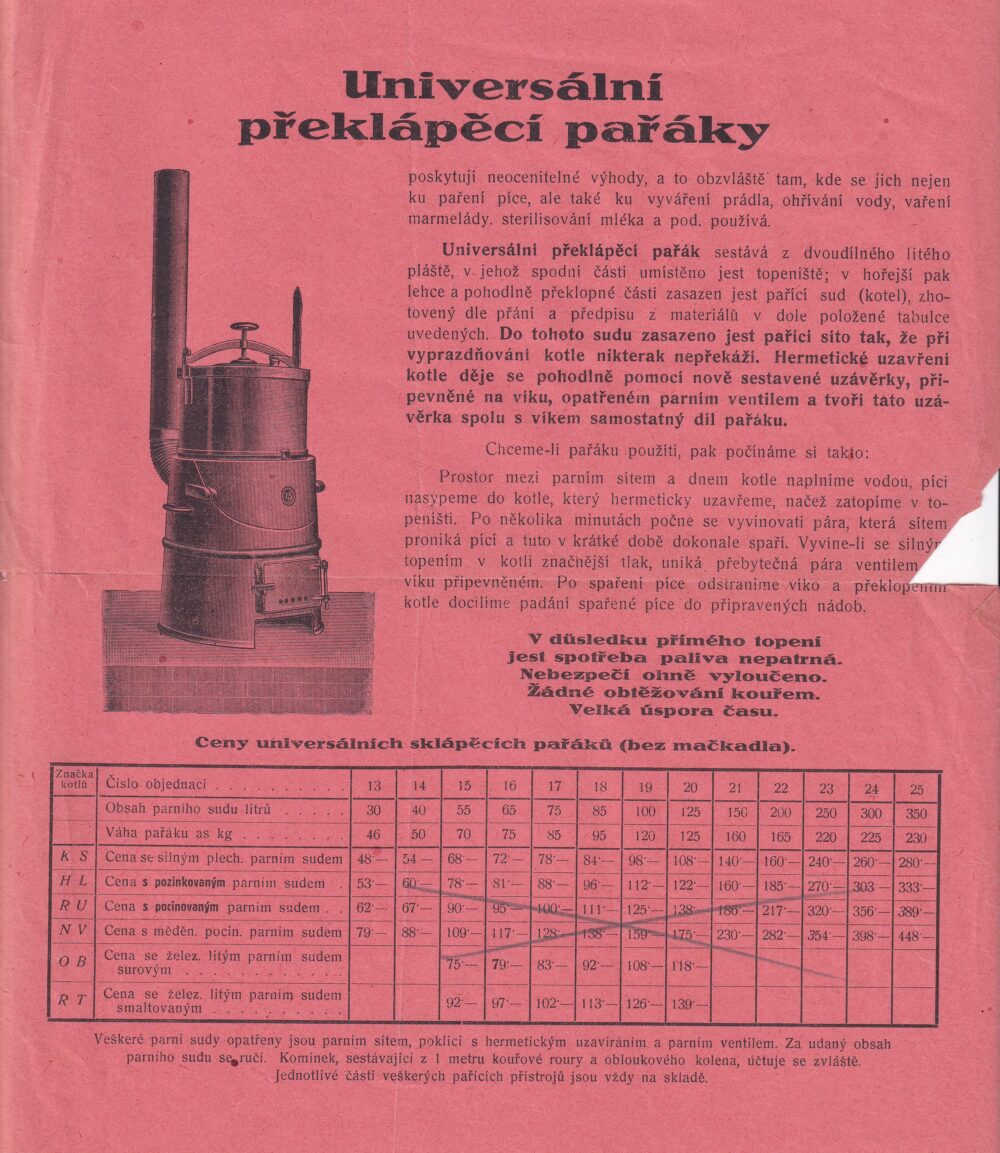 Universální
překlápěcí pařáky
poskytují neocenitelné výhody, a to obzvláště tam, kde se jich nejen
ku paření píce, ale také ku vyváření prádla, ohřívání vody, vaření
marmelády. sterilisování mléka a pod. používá.
Universální překlápěcí pařák sestává z dvoudílného litého
pláště, v jehož spodní části umístěno jest topeniště; v hořejší pak
lehce a pohodlně překlopné části zasazen jest pařící sud (kotel), zho-
tovený dle přání a předpisu z materiálů v dole položené tabulce
uvedených. Do tohoto sudu zasazeno jest pařící síto tak, že při
vyprazdňování kotle nikterak nepřekáží. Hermetické uzavření
kotle děje se pohodlně pomocí nově sestavené uzávěrky, při-
pevněné na víku, opatřeném parním ventilem a tvoří tato uzá-
věrka spolu s víkem samostatný díl pařáku.
Chceme-li pařáku použíti, pak počínáme si takto:
Prostor mezi parním sítem a dnem kotle naplníme vodou, píci
nasypeme do kotle, který hermeticky uzavřeme, načež zatopíme v to-
peništi. Po několika minutách počne se vyvinovati pára, která sítem
proniká pící a tuto v krátké době dokonale spaří. Vyvine-li se silným
topením v kotli značnější tlak, uniká přebytečná pára ventilem
víku připevněném. Po spaření píce odstraníme víko a překlopením
kotle docílíme padání spařené píce do připravených nádob.
V důsledku přímého topení
jest spotřeba paliva nepatrná.
Nebezpečí ohně vyloučeno.
Žádné obtěžování kouřem.
Velká úspora času.
Ceny universálních sklápěcích pařáků (bez mačkadla).
Značka kotlů Číslo objednací 13 14 15 16 17 18 19 20 21 22 23 24 25
Obsah parního sudu litrů 30 40 55 65 75 85 100 125 150 200 250 300 350
Váha pařáku as kg 46 50 70 75 85 95 120 125 160 165 220 225 230
K S Cena se silným plech. parním sudem 48·— 54·— 68·— 72·— 78·— 84·— 98·— 108·— 140·— 160·— 240·— 260·— 280·—
H L Cena s pozinkovaným parním sudem . 53·— 60·— 78·— 81·— 88·— 96·— 112·— 122·— 160·— 185·— 270·— 303·— 333·—
R U Cena s pocínovaným parním sudem . . 62·— 67·— 90·— 95·— 100·— 111·— 125·— 138·— 186·— 217·— 320·— 356·— 389·—
N V Cena s měděn. pocín. parním sudem 79·— 88·— 109·— 117·— 128·— 138·— 159·— 175·— 230·— 282·— 354·— 398·— 448·—
O B Cena se želez. litým parním sudem
surovým 75·— 79·— 83·— 92·— 108·— 118·—
R T Cena se želez. litým parním sudem
smaltovaným 92·— 97·— 102·— 113·— 126·— 139·—
Veškeré parní sudy opatřeny jsou parním sítem, poklicí s hermetickým uzavíráním a parním ventilem. Za udaný obsah
parního sudu se ručí. Komínek, sestávající z 1 metru kouřové roury a obloukového kolena, účtuje se zvláště.
Jednotlivé části veškerých pařících přístrojů jsou vždy na skladě.